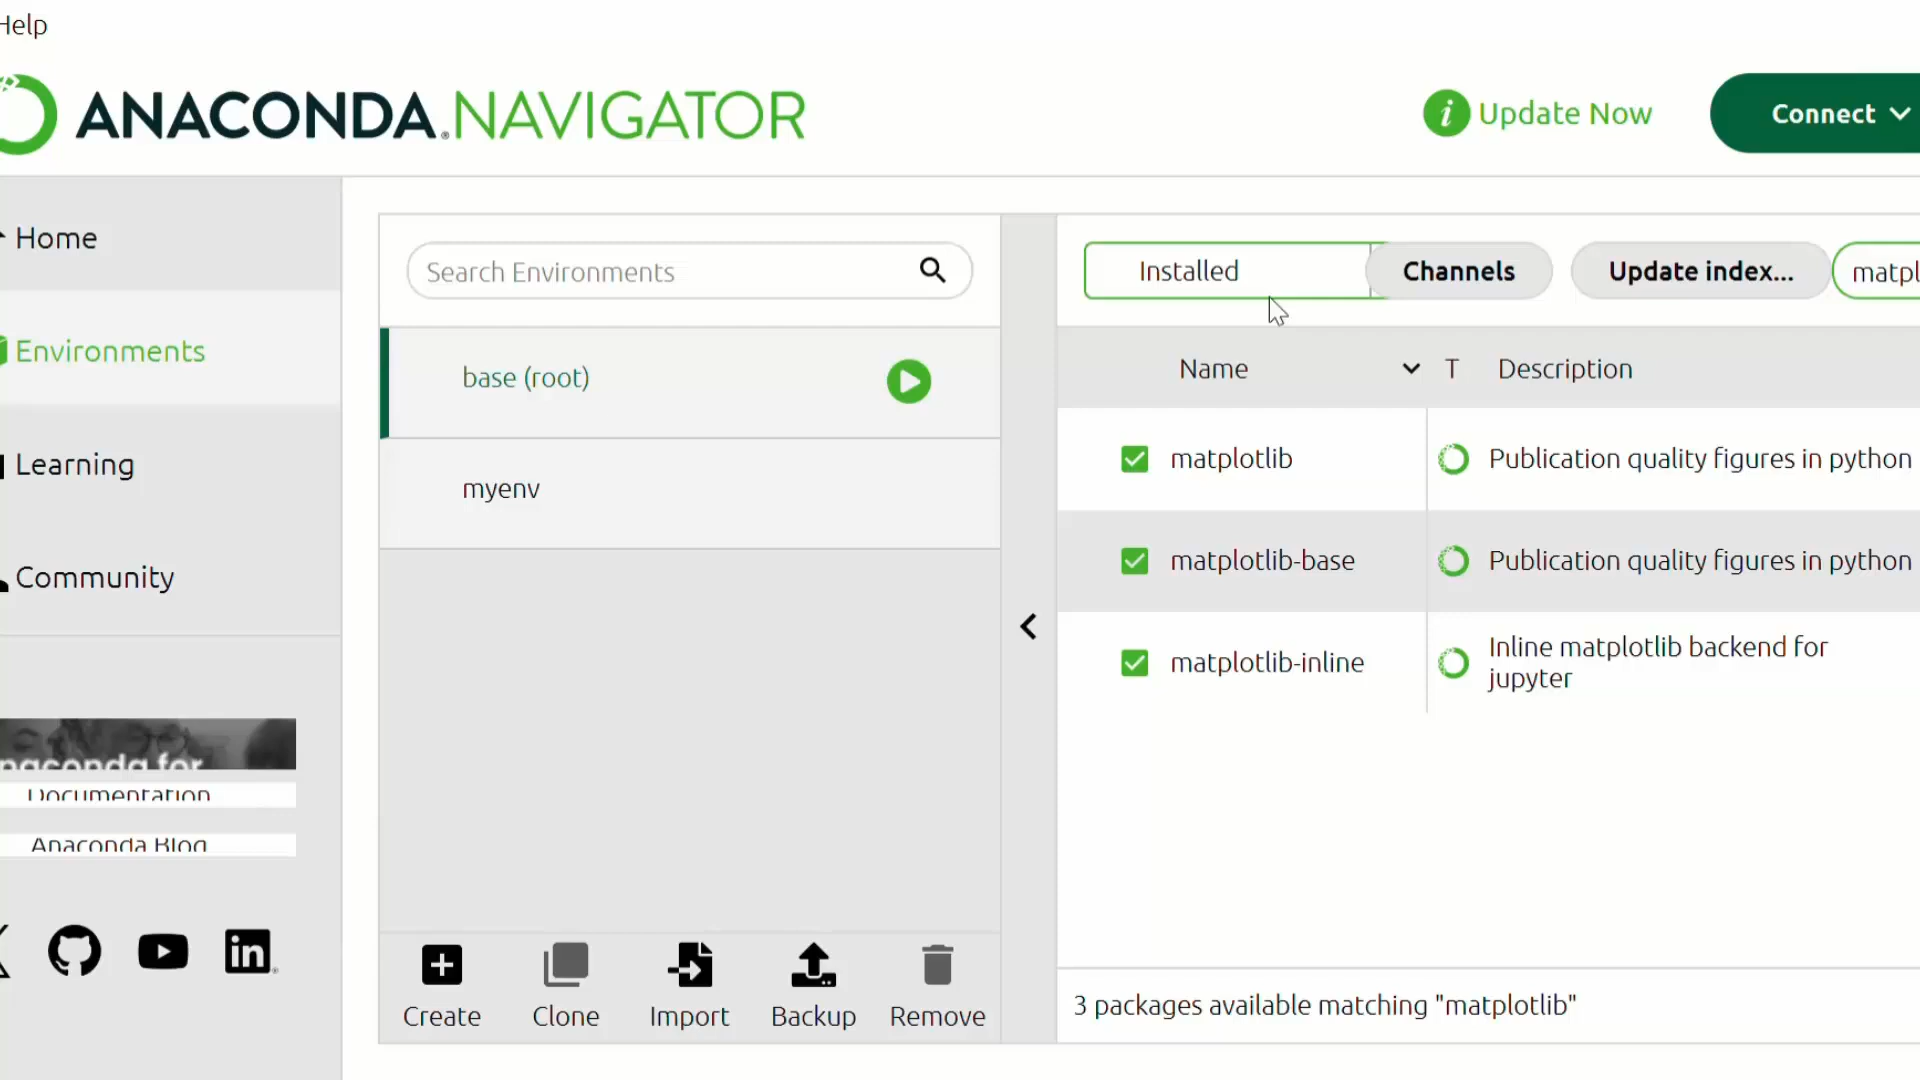 Help
ANACONDA.NAVIGATOR
Update Now
Connect
Home
Environments
Learning
Community
Documentation
Anaconda Blog
Search Environments
base (root)
myenv
Create
Clone
Import
Backup
Remove
Installed
Channels
Update index...
matpl
Name
T
Description
matplotlib
Publication quality figures in python
matplotlib-base
Publication quality figures in python
matplotlib-inline
Inline matplotlib backend for
jupyter
3 packages available matching "matplotlib"
in